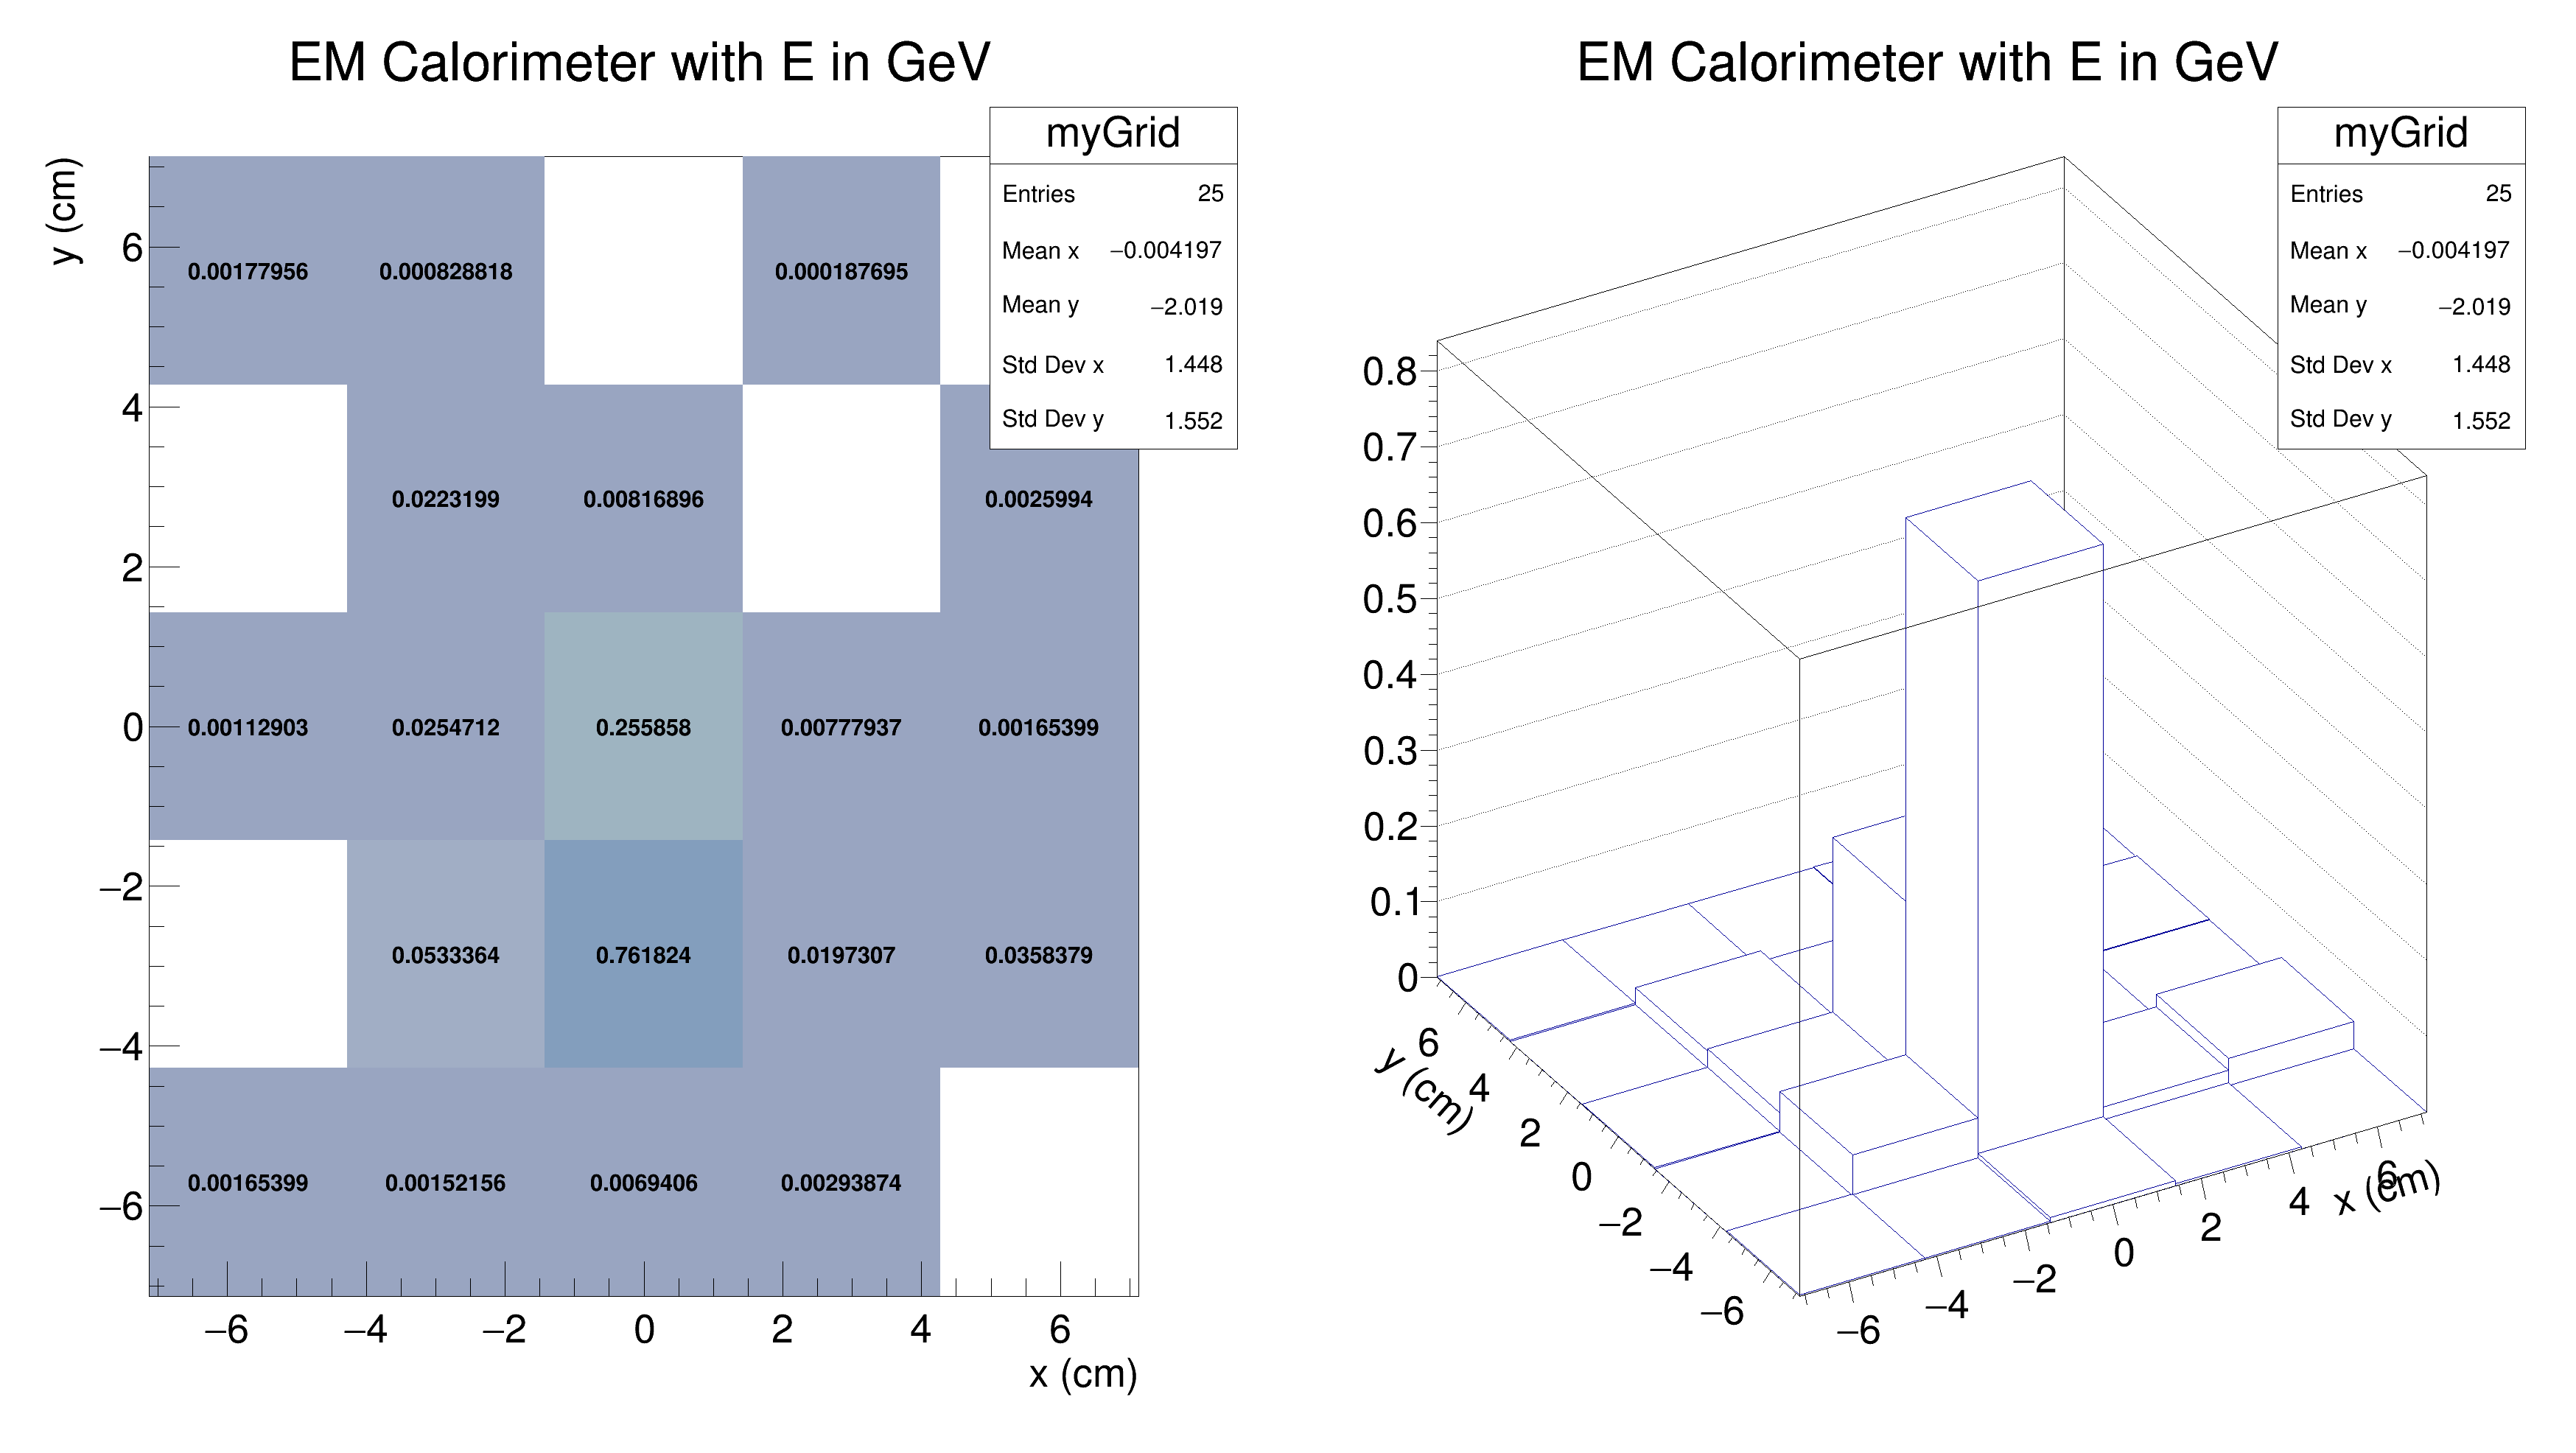 EM Calorimeter with E in GeV
myGrid
Entries 25
Mean x −0.004197
Mean y −2.019
Std Dev x 1.448
Std Dev y 1.552
y (cm)
6
4
2
0
−2
−4
−6
0.00177956 0.000828818 0.000187695
0.0223199 0.00816896 0.0025994
0.00112903 0.0254712 0.255858 0.00777937 0.00165399
0.0533364 0.761824 0.0197307 0.0358379
0.00165399 0.00152156 0.0069406 0.00293874
−6 −4 −2 0 2 4 6
x (cm)
EM Calorimeter with E in GeV
myGrid
Entries 25
Mean x −0.004197
Mean y −2.019
Std Dev x 1.448
Std Dev y 1.552
0.8
0.7
0.6
0.5
0.4
0.3
0.2
0.1
0
y (cm)
6
4
2
0
−2
−4
−6
−6
−4
−2
0
2
4
6
x (cm)